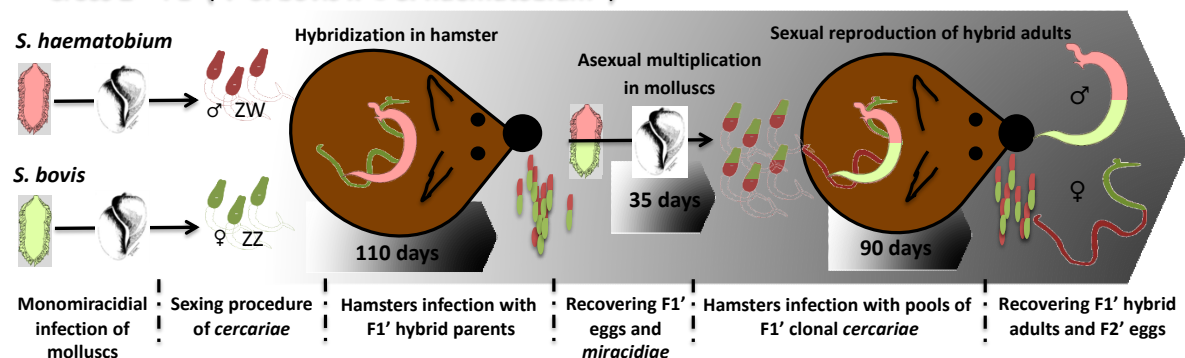 S. haematobium
♂ ZW
S. bovis
♀ ZZ
Hybridization in hamster
110 days
Asexual multiplication
in molluscs
35 days
Sexual reproduction of hybrid adults
90 days
♂
♀
Monomiracidial
infection of
molluscs
Sexing procedure
of cercariae
Hamsters infection with
F1' hybrid parents
Recovering F1'
eggs and
miracidiae
Hamsters infection with pools of
F1' clonal cercariae
Recovering F1' hybrid
adults and F2' eggs